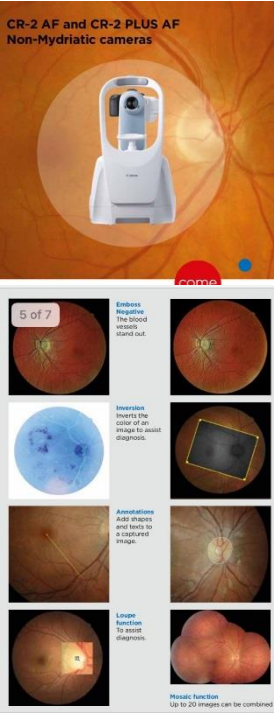 CR-2 AF and CR-2 PLUS AF
Non-Mydriatic cameras
Canon
come
5 of 7
Emboss
Negative
The blood
vessels
stand out.
Inversion
Inverts the
color of an
image to assist
diagnosis.
Annotations
Add shapes
and texts to
a captured
image.
Loupe
function
To assist
diagnosis.
Mosaic function
Up to 20 images can be combined